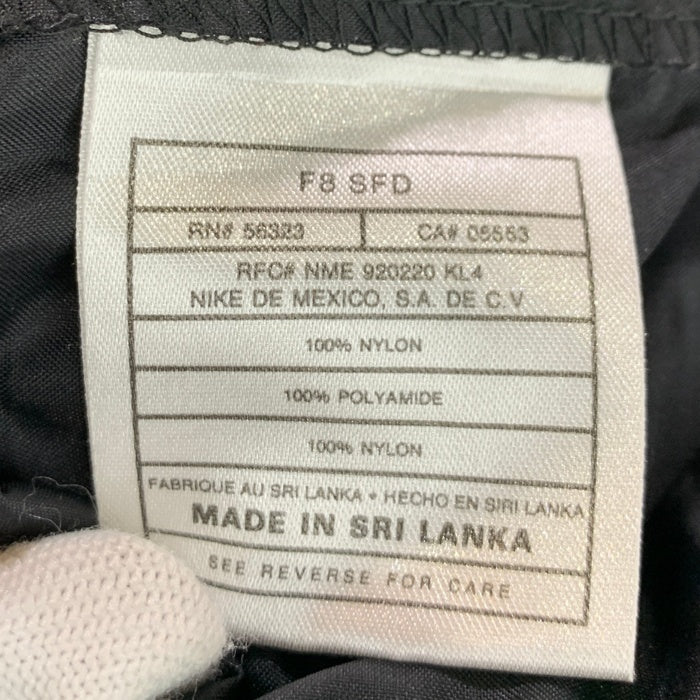 F8 SFD
RN# 56323 CA# 05553
RFC# NME 920220 KL4
NIKE DE MEXICO, S.A. DE C.V
100% NYLON
100% POLYAMIDE
100% NYLON
FABRIQUE AU SRI LANKA • HECHO EN SIRI LANKA
MADE IN SRI LANKA
SEE REVERSE FOR CARE